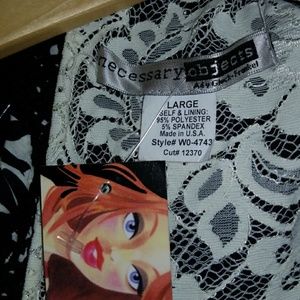 necessary objects
LARGE
SELF & LINING:
95% POLYESTER
5% SPANDEX
Made in U.S.A.
Style# W0-4743
Cut# 12370